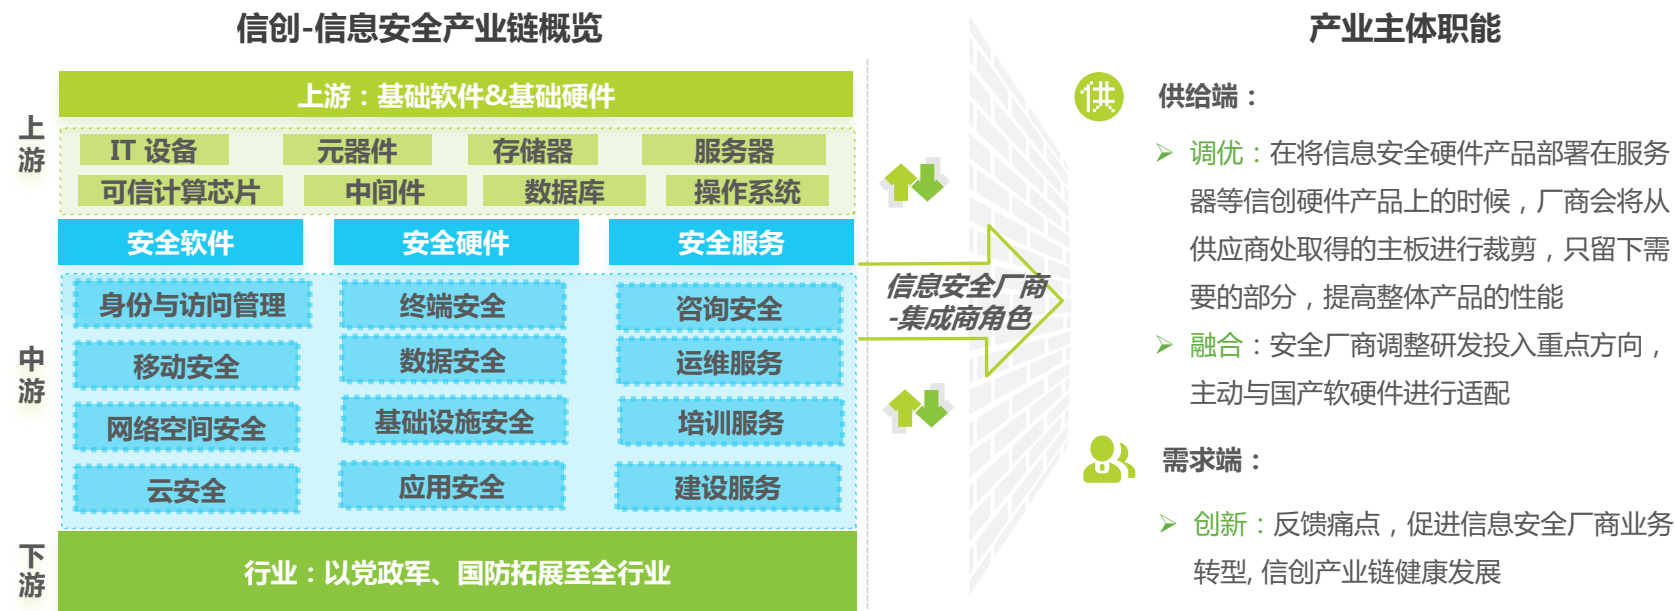 信创-信息安全产业链概览
上游
上游：基础软件&基础硬件
IT 设备
元器件
存储器
服务器
可信计算芯片
中间件
数据库
操作系统
中游
安全软件
安全硬件
安全服务
身份与访问管理
终端安全
咨询安全
移动安全
数据安全
运维服务
网络空间安全
基础设施安全
培训服务
云安全
应用安全
建设服务
下游
行业：以党政军、国防拓展至全行业
信息安全厂商
-集成商角色
产业主体职能
供
供给端：
调优：在将信息安全硬件产品部署在服务
器等信创硬件产品上的时候，厂商会将从
供应商处取得的主板进行裁剪，只留下需
要的部分，提高整体产品的性能
融合：安全厂商调整研发投入重点方向，
主动与国产软硬件进行适配
需求端：
创新：反馈痛点，促进信息安全厂商业务
转型, 信创产业链健康发展